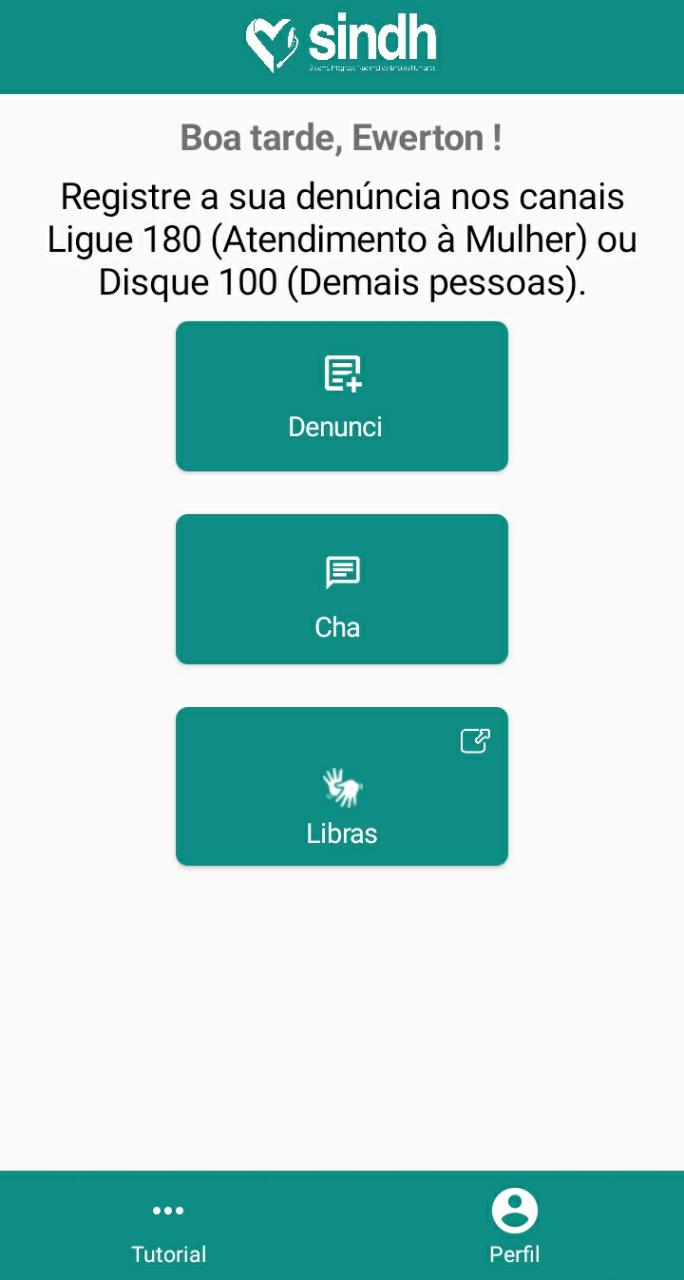 sindh
Boa tarde, Ewerton !
Registre a sua denúncia nos canais
Ligue 180 (Atendimento à Mulher) ou
Disque 100 (Demais pessoas).
Denunci
Cha
Libras
Tutorial
Perfil